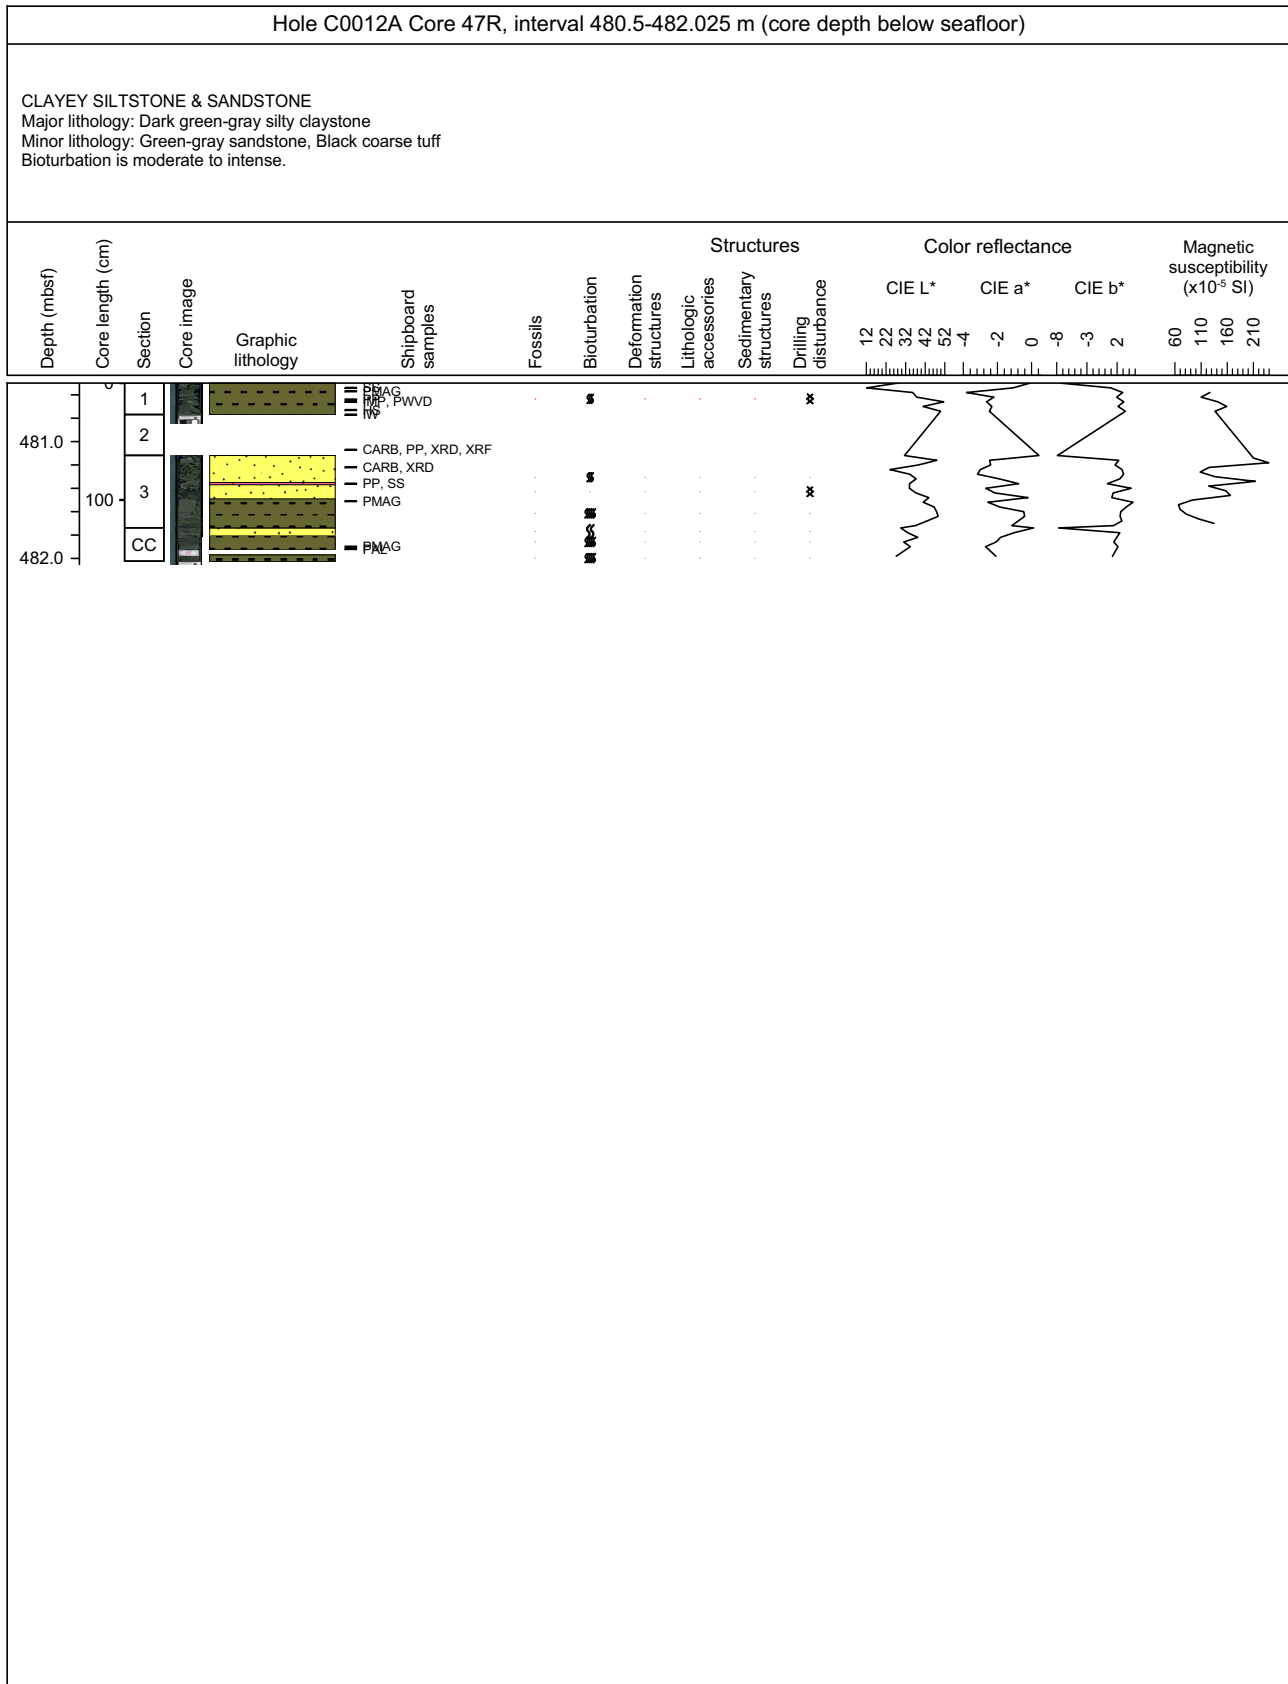 Hole C0012A Core 47R, interval 480.5-482.025 m (core depth below seafloor)
CLAYEY SILTSTONE & SANDSTONE
Major lithology: Dark green-gray silty claystone
Minor lithology: Green-gray sandstone, Black coarse tuff
Bioturbation is moderate to intense.
Depth (mbsf)
Core length (cm)
Section
Core image
Graphic
lithology
Shipboard
samples
Fossils
Bioturbation
Structures
Deformation
structures
Lithologic
accessories
Sedimentary
structures
Drilling
disturbance
Color reflectance
CIE L*
12 22 32 42 52
CIE a*
-4 -2 0
CIE b*
-8 -3 2
Magnetic
susceptibility
(x10-5 SI)
60 110 160 210
0
1
PMAG
PWVD
481.0
2
CARB, PP, XRD, XRF
CARB, XRD
PP, SS
3
100
PMAG
CC
PMAG
482.0